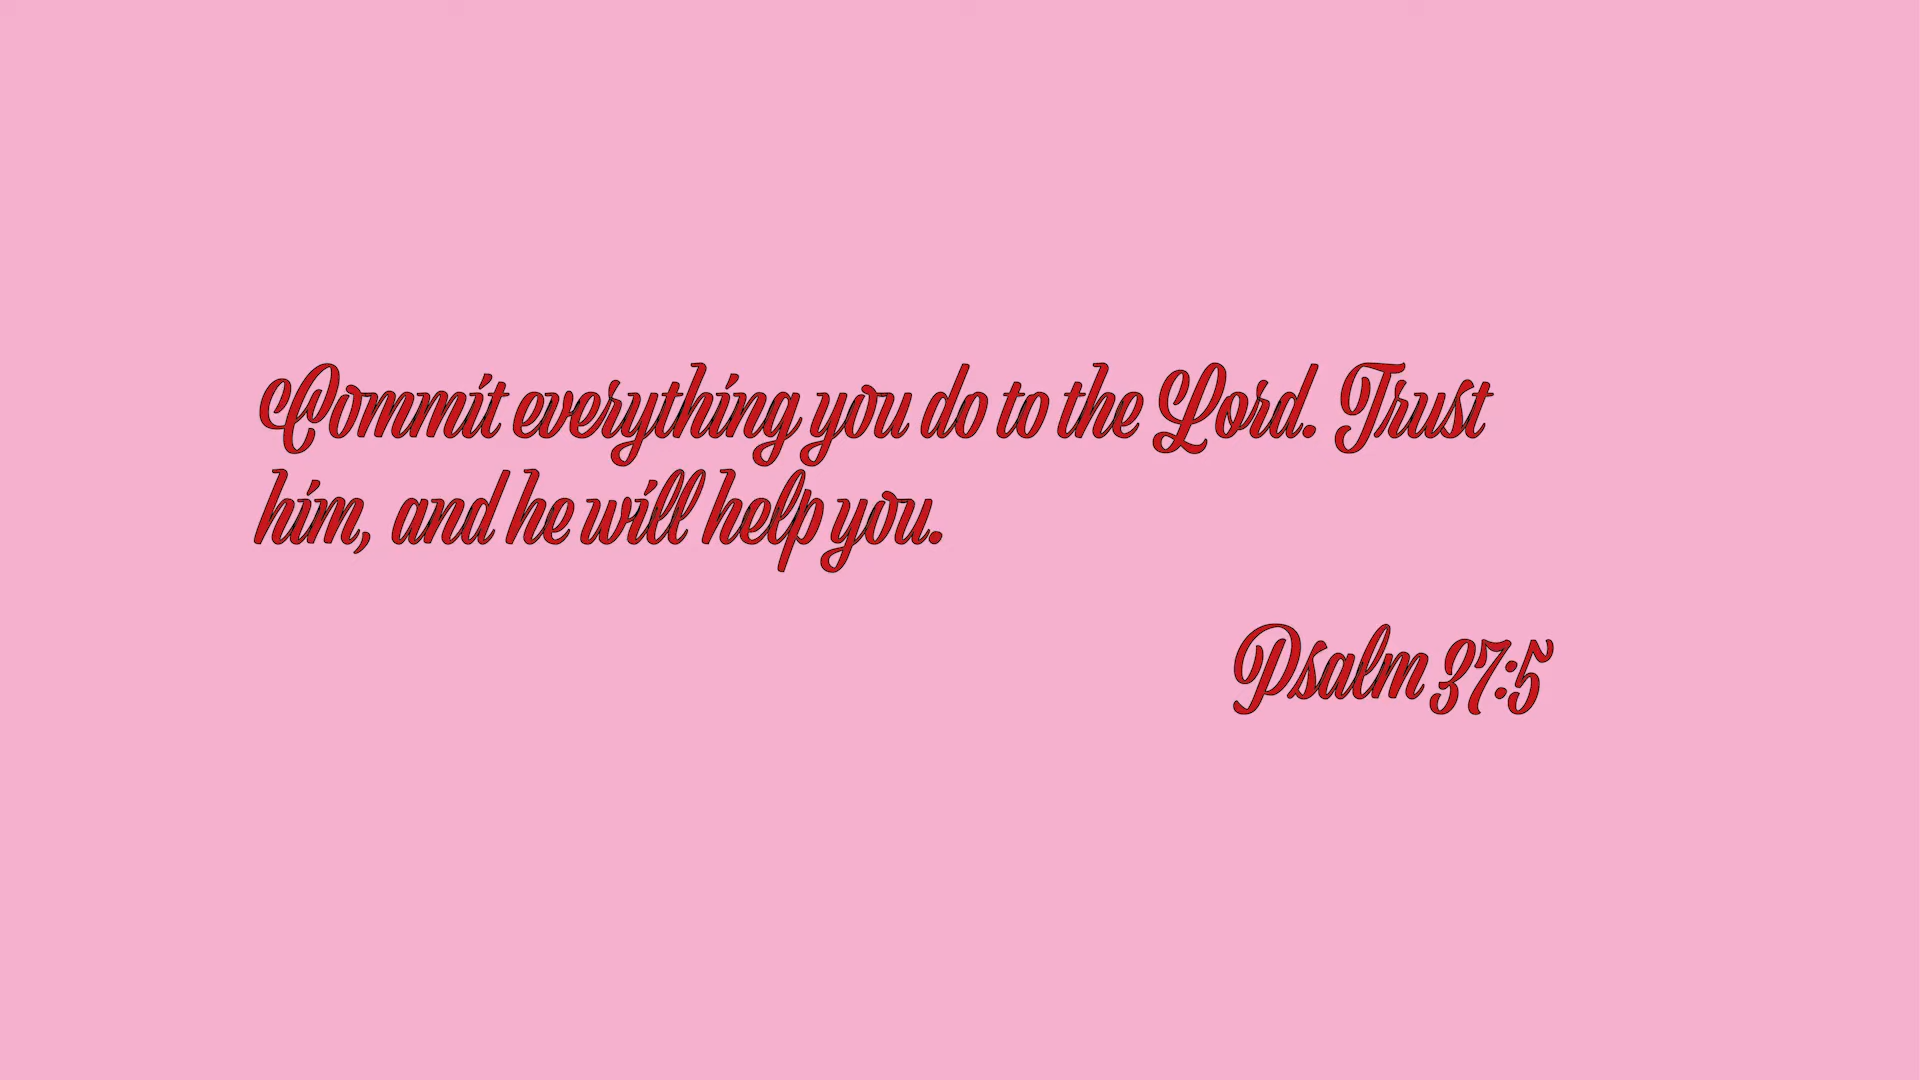 Commit everything you do to the Lord. Trust
him, and he will help you.
Psalm 37:5